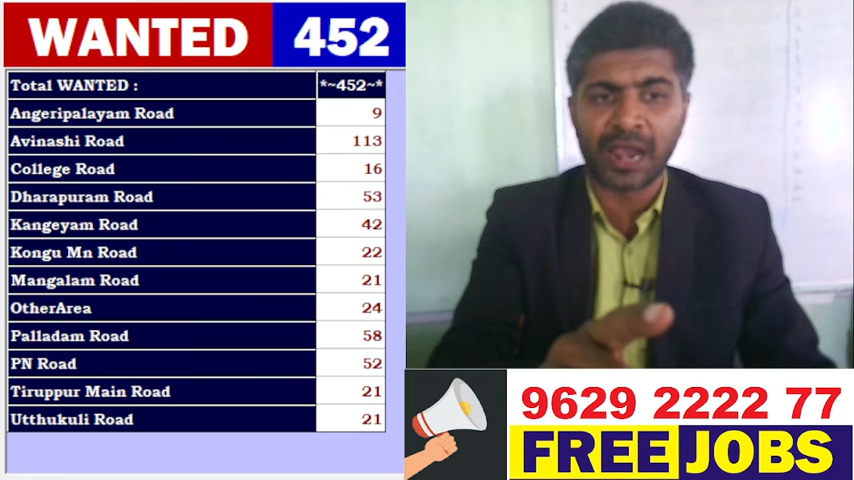 WANTED 452
Total WANTED : *~452~*
Angeripalayam Road 9
Avinashi Road 113
College Road 16
Dharapuram Road 53
Kangeyam Road 42
Kongu Mn Road 22
Mangalam Road 21
OtherArea 24
Palladam Road 58
PN Road 52
Tiruppur Main Road 21
Utthukuli Road 21
9629 2222 77
FREE JOBS